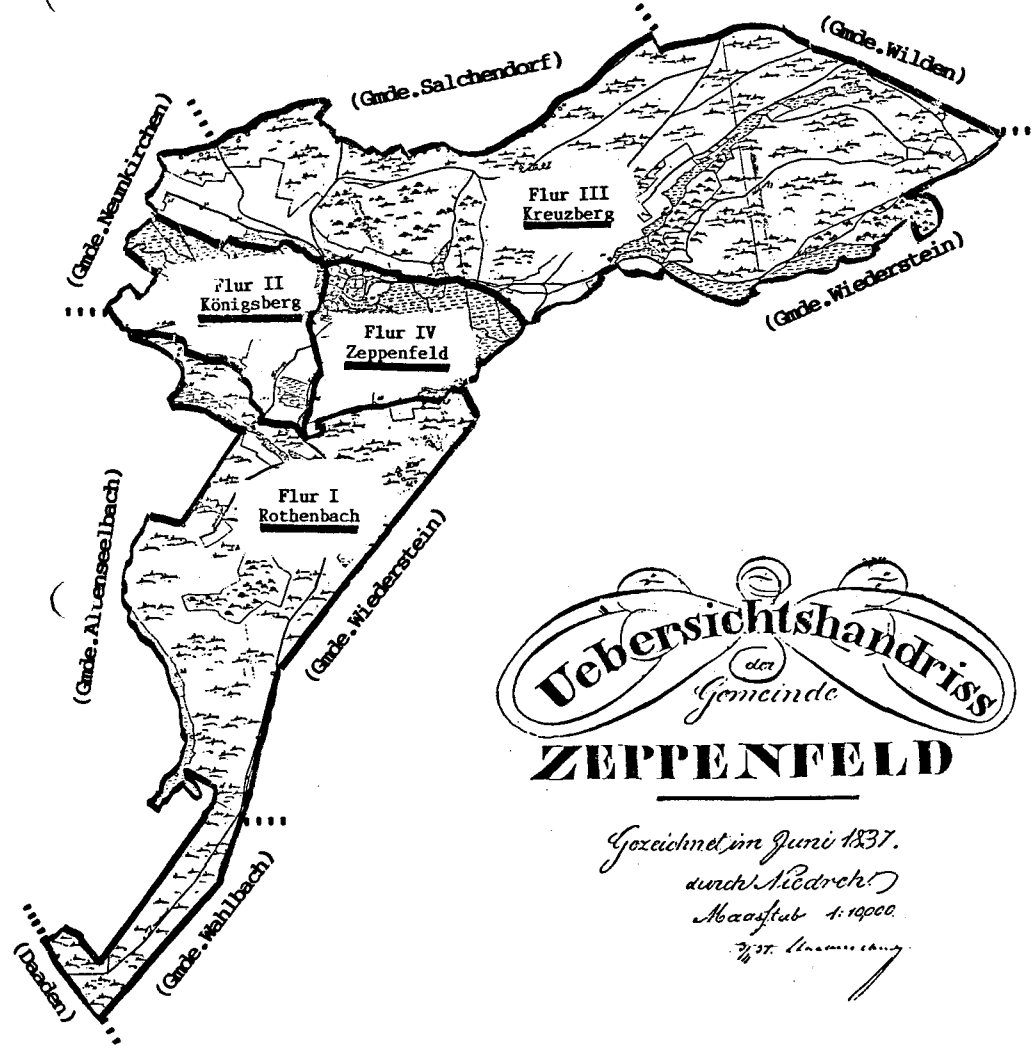 (Gmde.Wilden)
(Gmde.Salchendorf)
(Gmde.Neunkirchen)
Flur III
Kreuzberg
(Gmde.Wiederstein)
Flur II
Königsberg
Flur IV
Zeppenfeld
Flur I
Rothenbach
(Gmde.Altenseelbach)
(Gmde.Wiederstein)
(Gmde.Wahlbach)
(Daaden)
Uebersichtshandriss
der
Gemeinde
ZEPPENFELD
Gezeichnet im Juni 1837.
durch
Maasstab 1:10000.